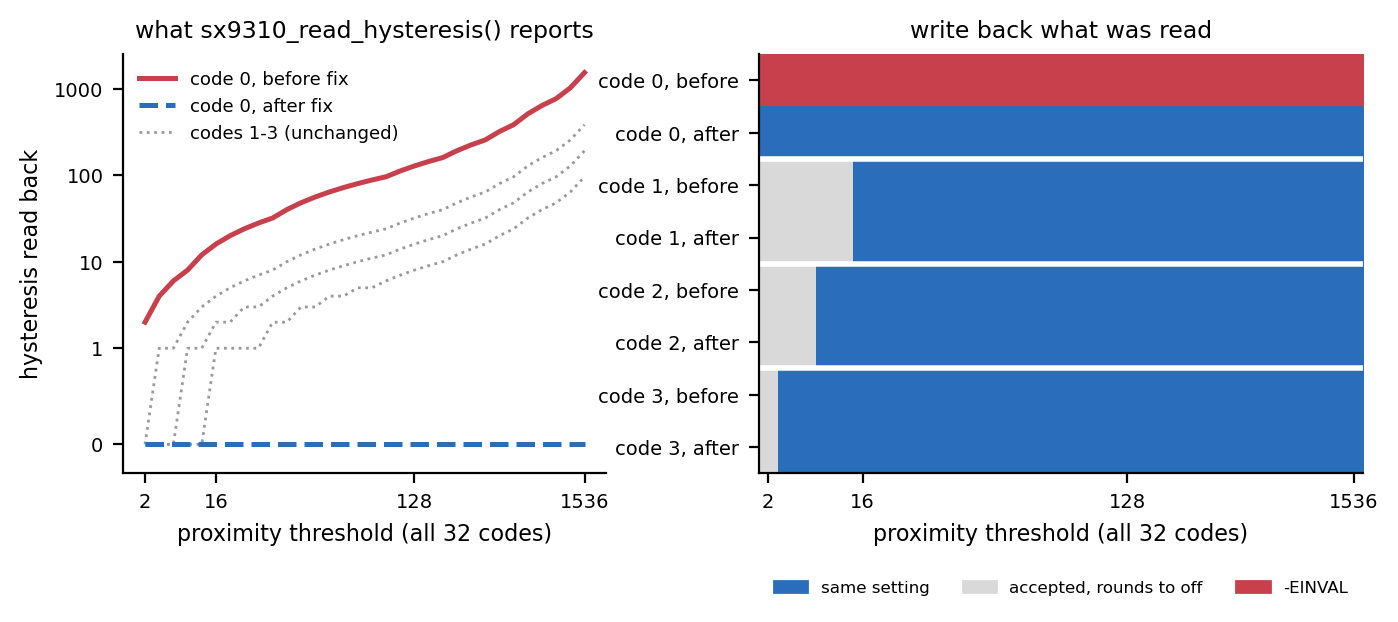 what sx9310_read_hysteresis() reports
hysteresis read back
1000
100
10
1
0
code 0, before fix
code 0, after fix
codes 1-3 (unchanged)
2
16
128
1536
proximity threshold (all 32 codes)
write back what was read
code 0, before
code 0, after
code 1, before
code 1, after
code 2, before
code 2, after
code 3, before
code 3, after
2
16
128
1536
proximity threshold (all 32 codes)
same setting
accepted, rounds to off
-EINVAL